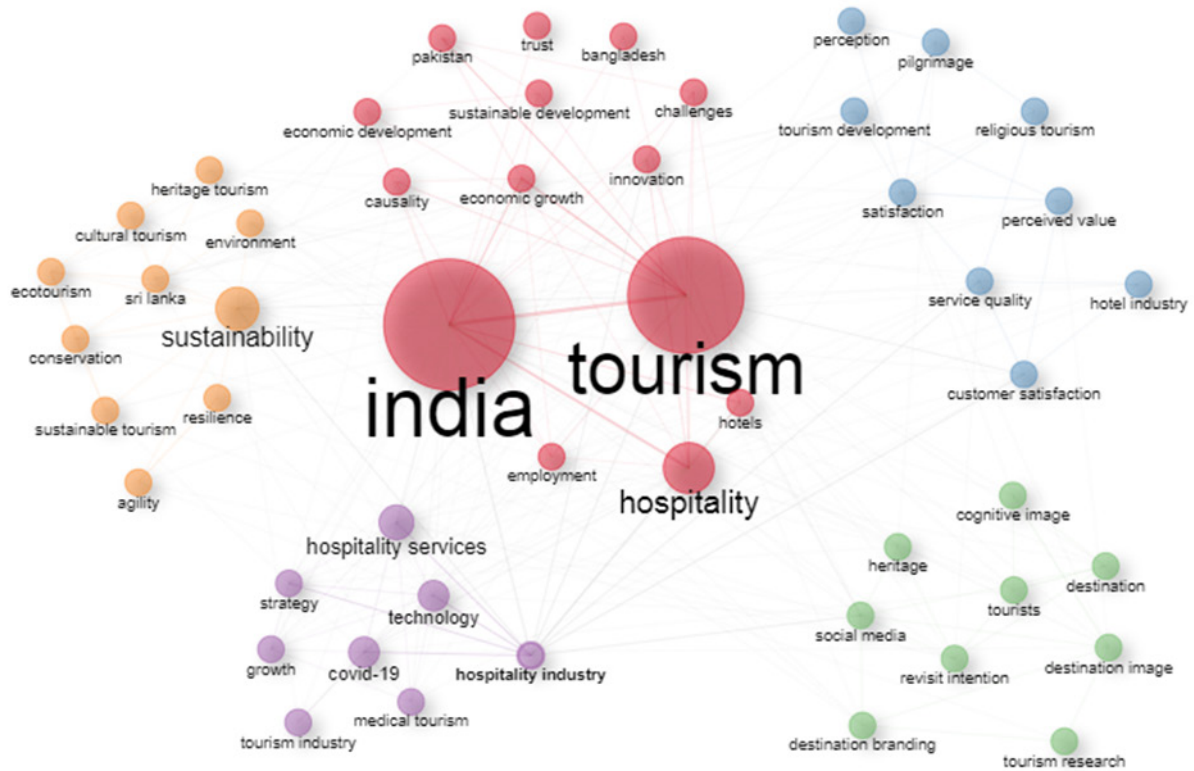 perception
trust
pakistan
bangladesh
pilgrimage
sustainable development
challenges
economic development
tourism development
religious tourism
heritage tourism
innovation
causality
economic growth
satisfaction
perceived value
cultural tourism
environment
ecotourism
sri lanka
service quality
hotel industry
sustainability
conservation
tourism
india
customer satisfaction
resilience
sustainable tourism
hotels
employment
agility
hospitality
cognitive image
hospitality services
heritage
destination
strategy
technology
tourists
social media
growth
covid-19
hospitality industry
revisit intention
destination image
medical tourism
tourism industry
destination branding
tourism research